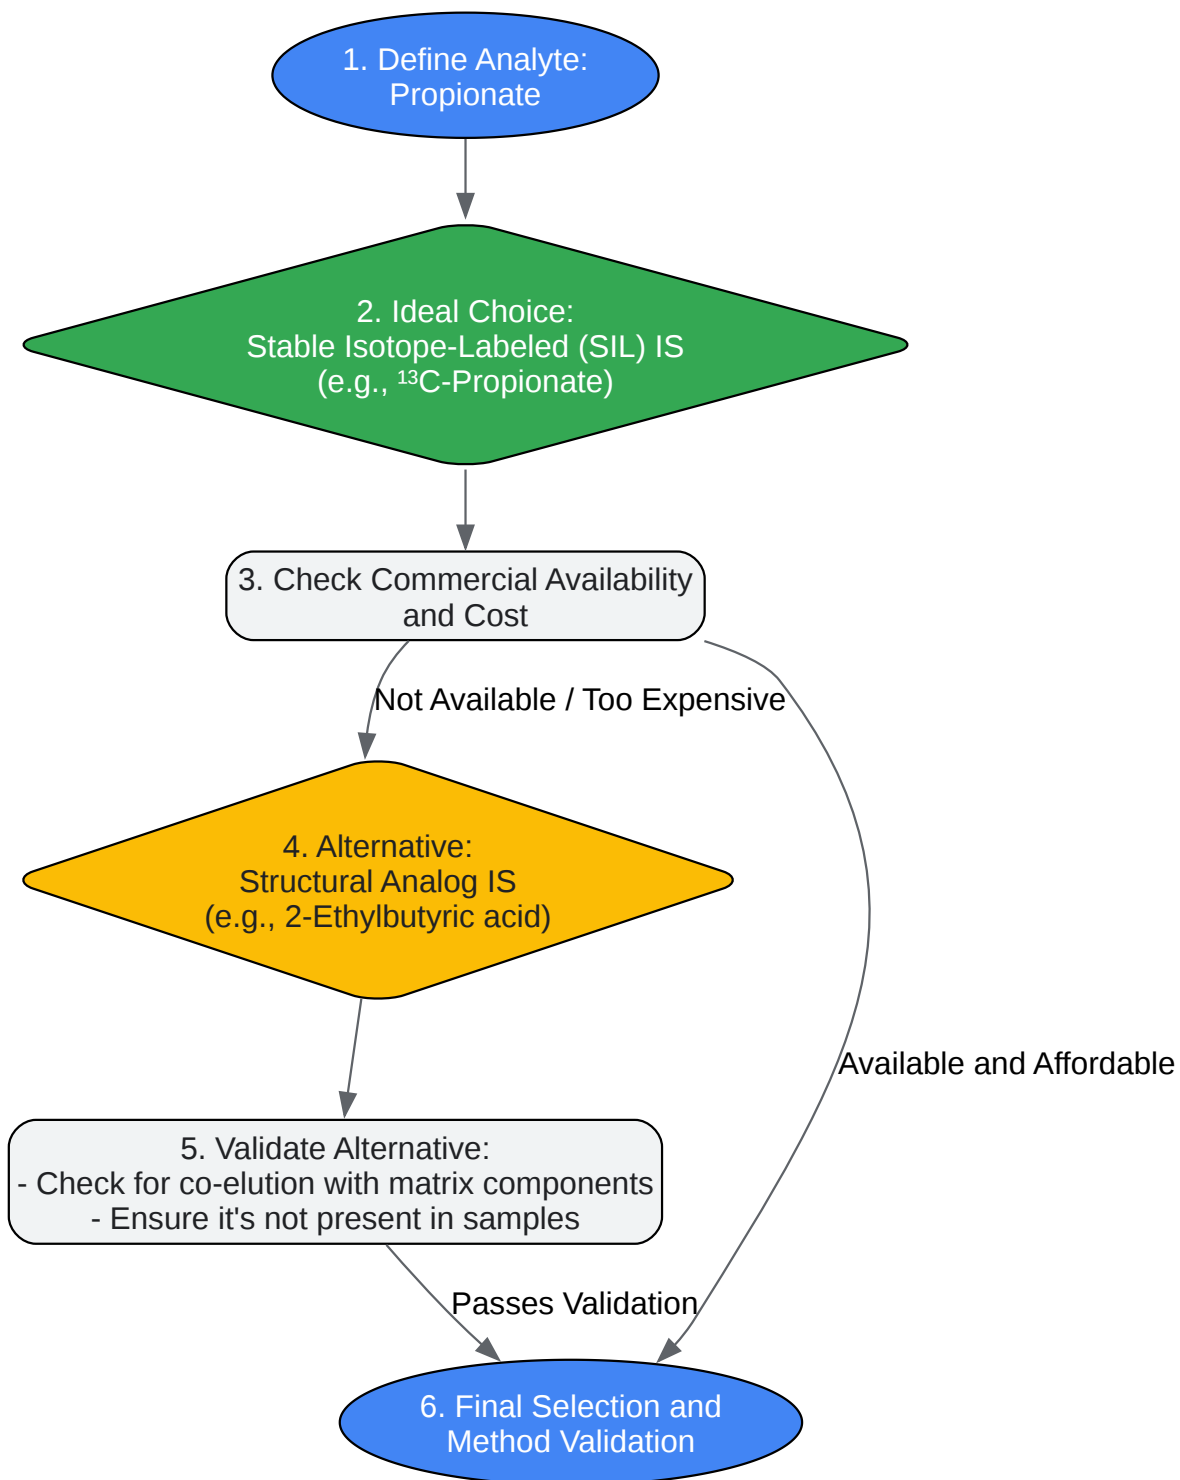 1. Define Analyte:
Propionate
2. Ideal Choice:
Stable Isotope-Labeled (SIL) IS
(e.g., ¹³C-Propionate)
3. Check Commercial Availability
and Cost
Not Available / Too Expensive
4. Alternative:
Structural Analog IS
(e.g., 2-Ethylbutyric acid)
Available and Affordable
5. Validate Alternative:
- Check for co-elution with matrix components
- Ensure it's not present in samples
Passes Validation
6. Final Selection and
Method Validation